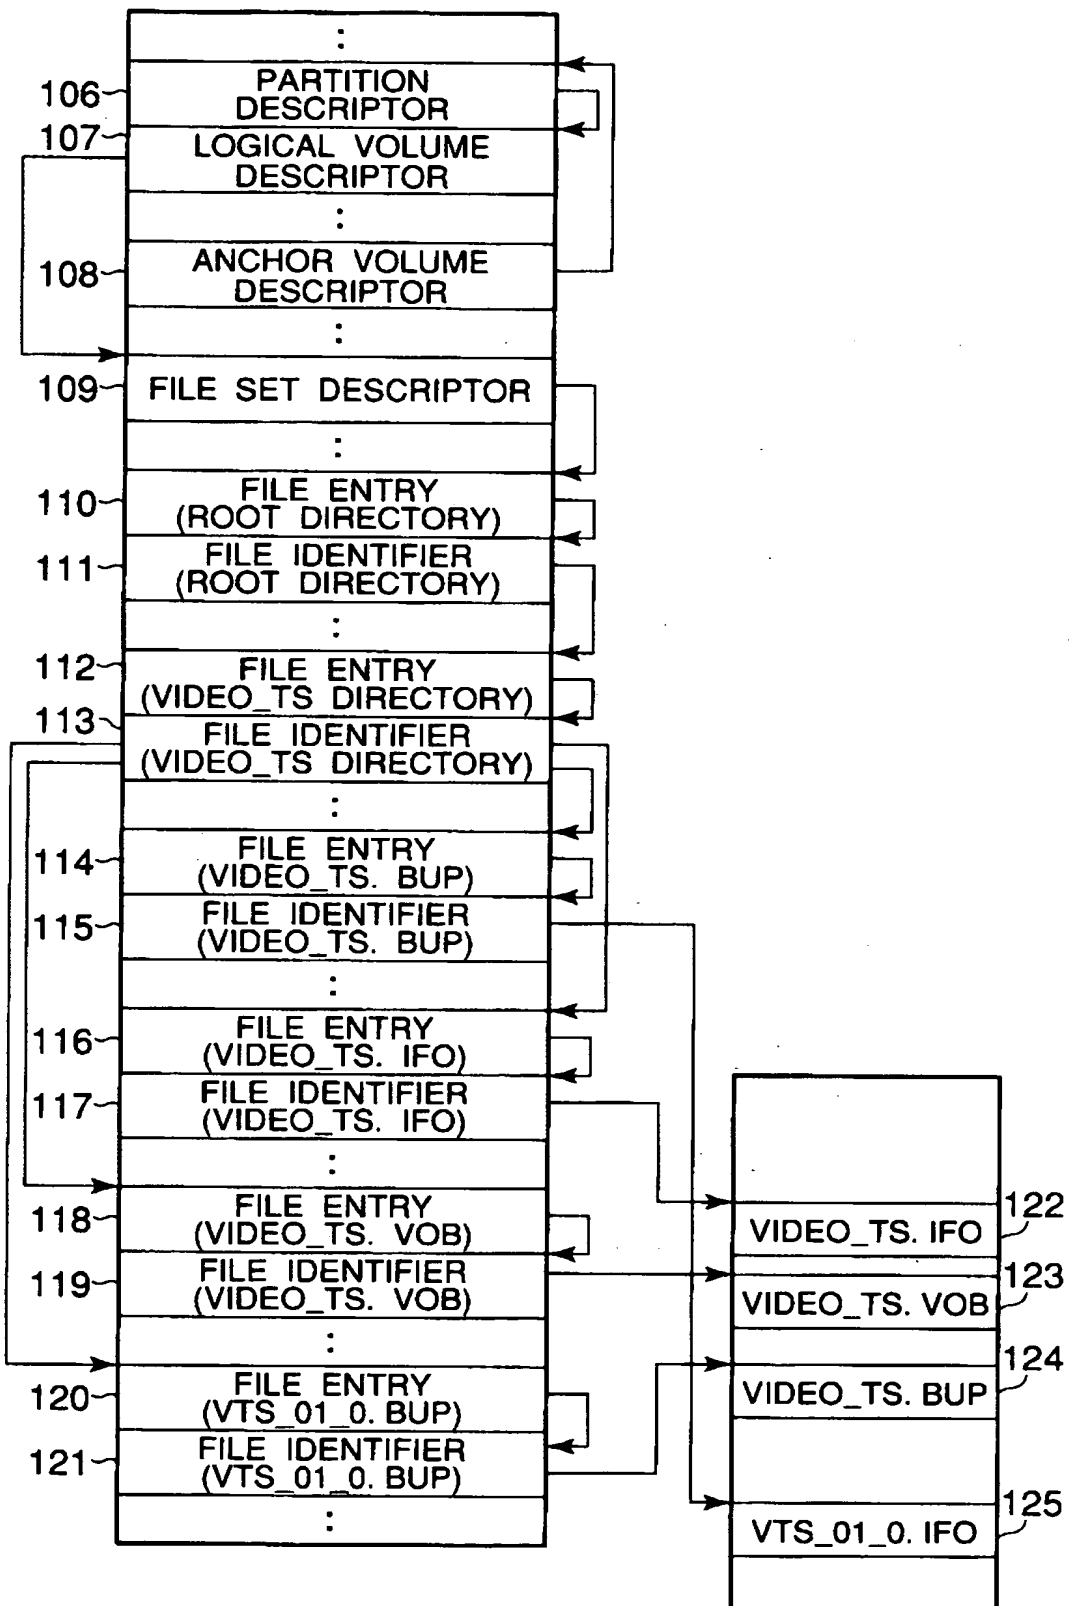 :
106
PARTITION
DESCRIPTOR
107
LOGICAL VOLUME
DESCRIPTOR
:
108
ANCHOR VOLUME
DESCRIPTOR
:
109
FILE SET DESCRIPTOR
:
110
FILE ENTRY
(ROOT DIRECTORY)
111
FILE IDENTIFIER
(ROOT DIRECTORY)
:
112
FILE ENTRY
(VIDEO_TS DIRECTORY)
113
FILE IDENTIFIER
(VIDEO_TS DIRECTORY)
:
114
FILE ENTRY
(VIDEO_TS. BUP)
115
FILE IDENTIFIER
(VIDEO_TS. BUP)
:
116
FILE ENTRY
(VIDEO_TS. IFO)
117
FILE IDENTIFIER
(VIDEO_TS. IFO)
:
118
FILE ENTRY
(VIDEO_TS. VOB)
119
FILE IDENTIFIER
(VIDEO_TS. VOB)
:
120
FILE ENTRY
(VTS_01_0. BUP)
121
FILE IDENTIFIER
(VTS_01_0. BUP)
:
122
VIDEO_TS. IFO
123
VIDEO_TS. VOB
124
VIDEO_TS. BUP
125
VTS_01_0. IFO